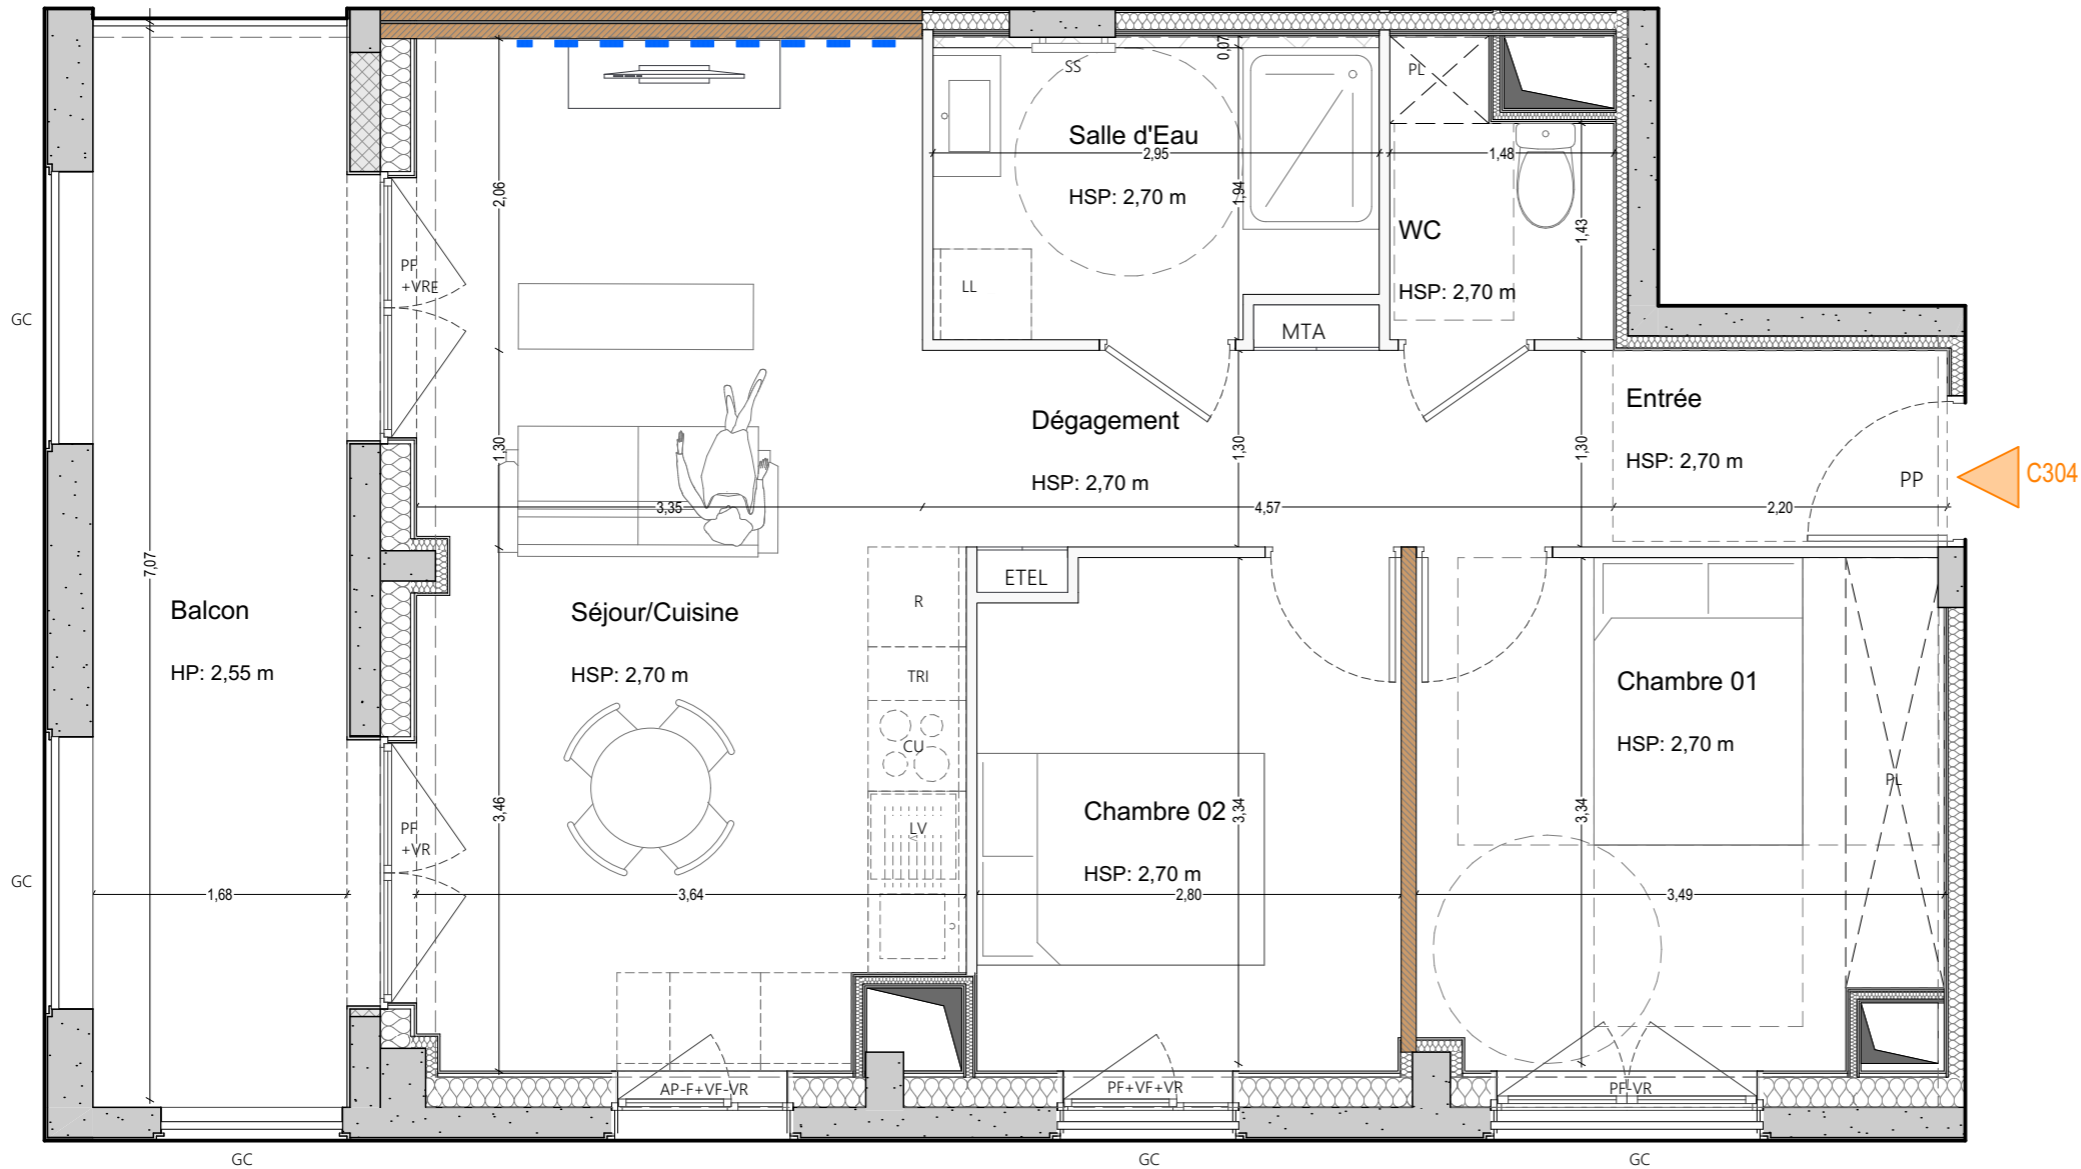 0,07
SS
PL
Salle d'Eau
2,95
1,48
HSP: 2,70 m
2,06
1,94
WC
1,43
PF
+VRE
LL
HSP: 2,70 m
GC
MTA
Entrée
Dégagement
1,30
1,30
1,30
HSP: 2,70 m
HSP: 2,70 m
PP
C304
3,35
4,57
2,20
7,07
ETEL
Balcon
Séjour/Cuisine
R
HP: 2,55 m
HSP: 2,70 m
TRI
Chambre 01
CU
HSP: 2,70 m
PL
3,46
Chambre 02
3,34
3,34
PF
+VR
LV
HSP: 2,70 m
GC
1,68
3,64
2,80
3,49
AP-F+VF-VR
PF+VF+VR
PF-VR
GC
GC
GC